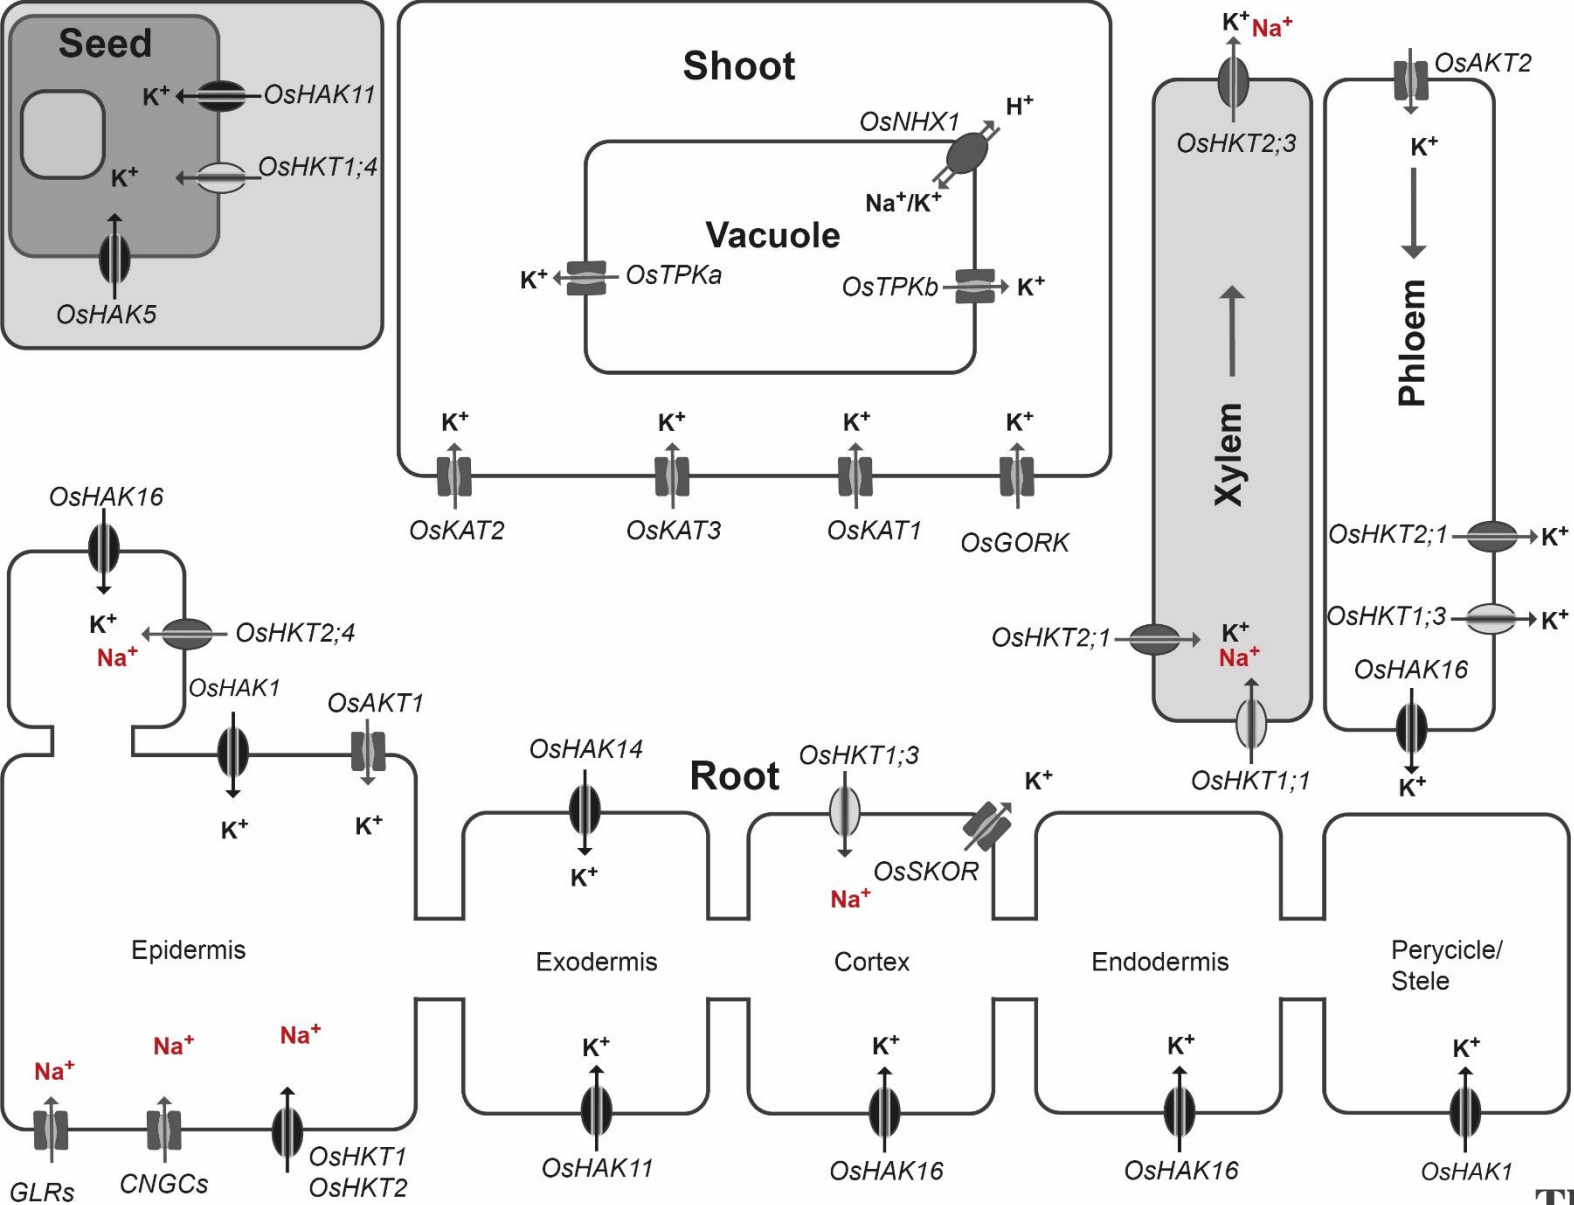 Seed
K⁺
OsHAK11
K⁺
OsHKT1;4
OsHAK5
Shoot
OsNHX1
H⁺
Na⁺/K⁺
Vacuole
K⁺
OsTPKa
OsTPKb
K⁺
K⁺
K⁺
K⁺
K⁺
OsKAT2
OsKAT3
OsKAT1
OsGORK
K⁺ Na⁺
OsHKT2;3
Xylem
OsHKT2;1
K⁺
Na⁺
OsHKT1;1
OsAKT2
K⁺
Phloem
OsHKT2;1
K⁺
OsHKT1;3
K⁺
OsHAK16
K⁺
OsHAK16
K⁺
Na⁺
OsHKT2;4
OsHAK1
OsAKT1
K⁺
K⁺
Root
OsHAK14
K⁺
OsHKT1;3
Na⁺
K⁺
OsSKOR
Epidermis
Exodermis
Cortex
Endodermis
Perycicle/
Stele
Na⁺
Na⁺
Na⁺
GLRs
CNGCs
OsHKT1
OsHKT2
K⁺
OsHAK11
K⁺
OsHAK16
K⁺
OsHAK16
K⁺
OsHAK1